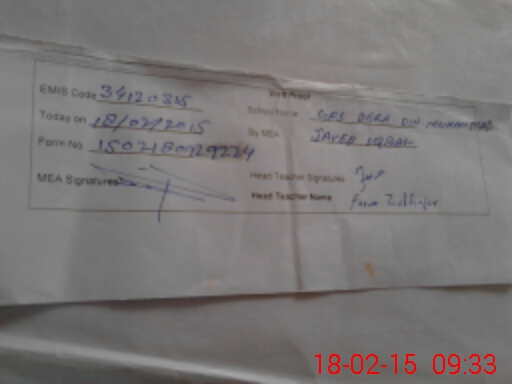 Visit Proof
EMIS Code 34120315 School Name GPS DERA DIN MUHAMMAD
Today on 18/02/2015 By MEA JAVED IQBAL
Form No. 1502180929224
MEA Signatures Head Teacher Signatures
Head Teacher Name
18-02-15 09:33